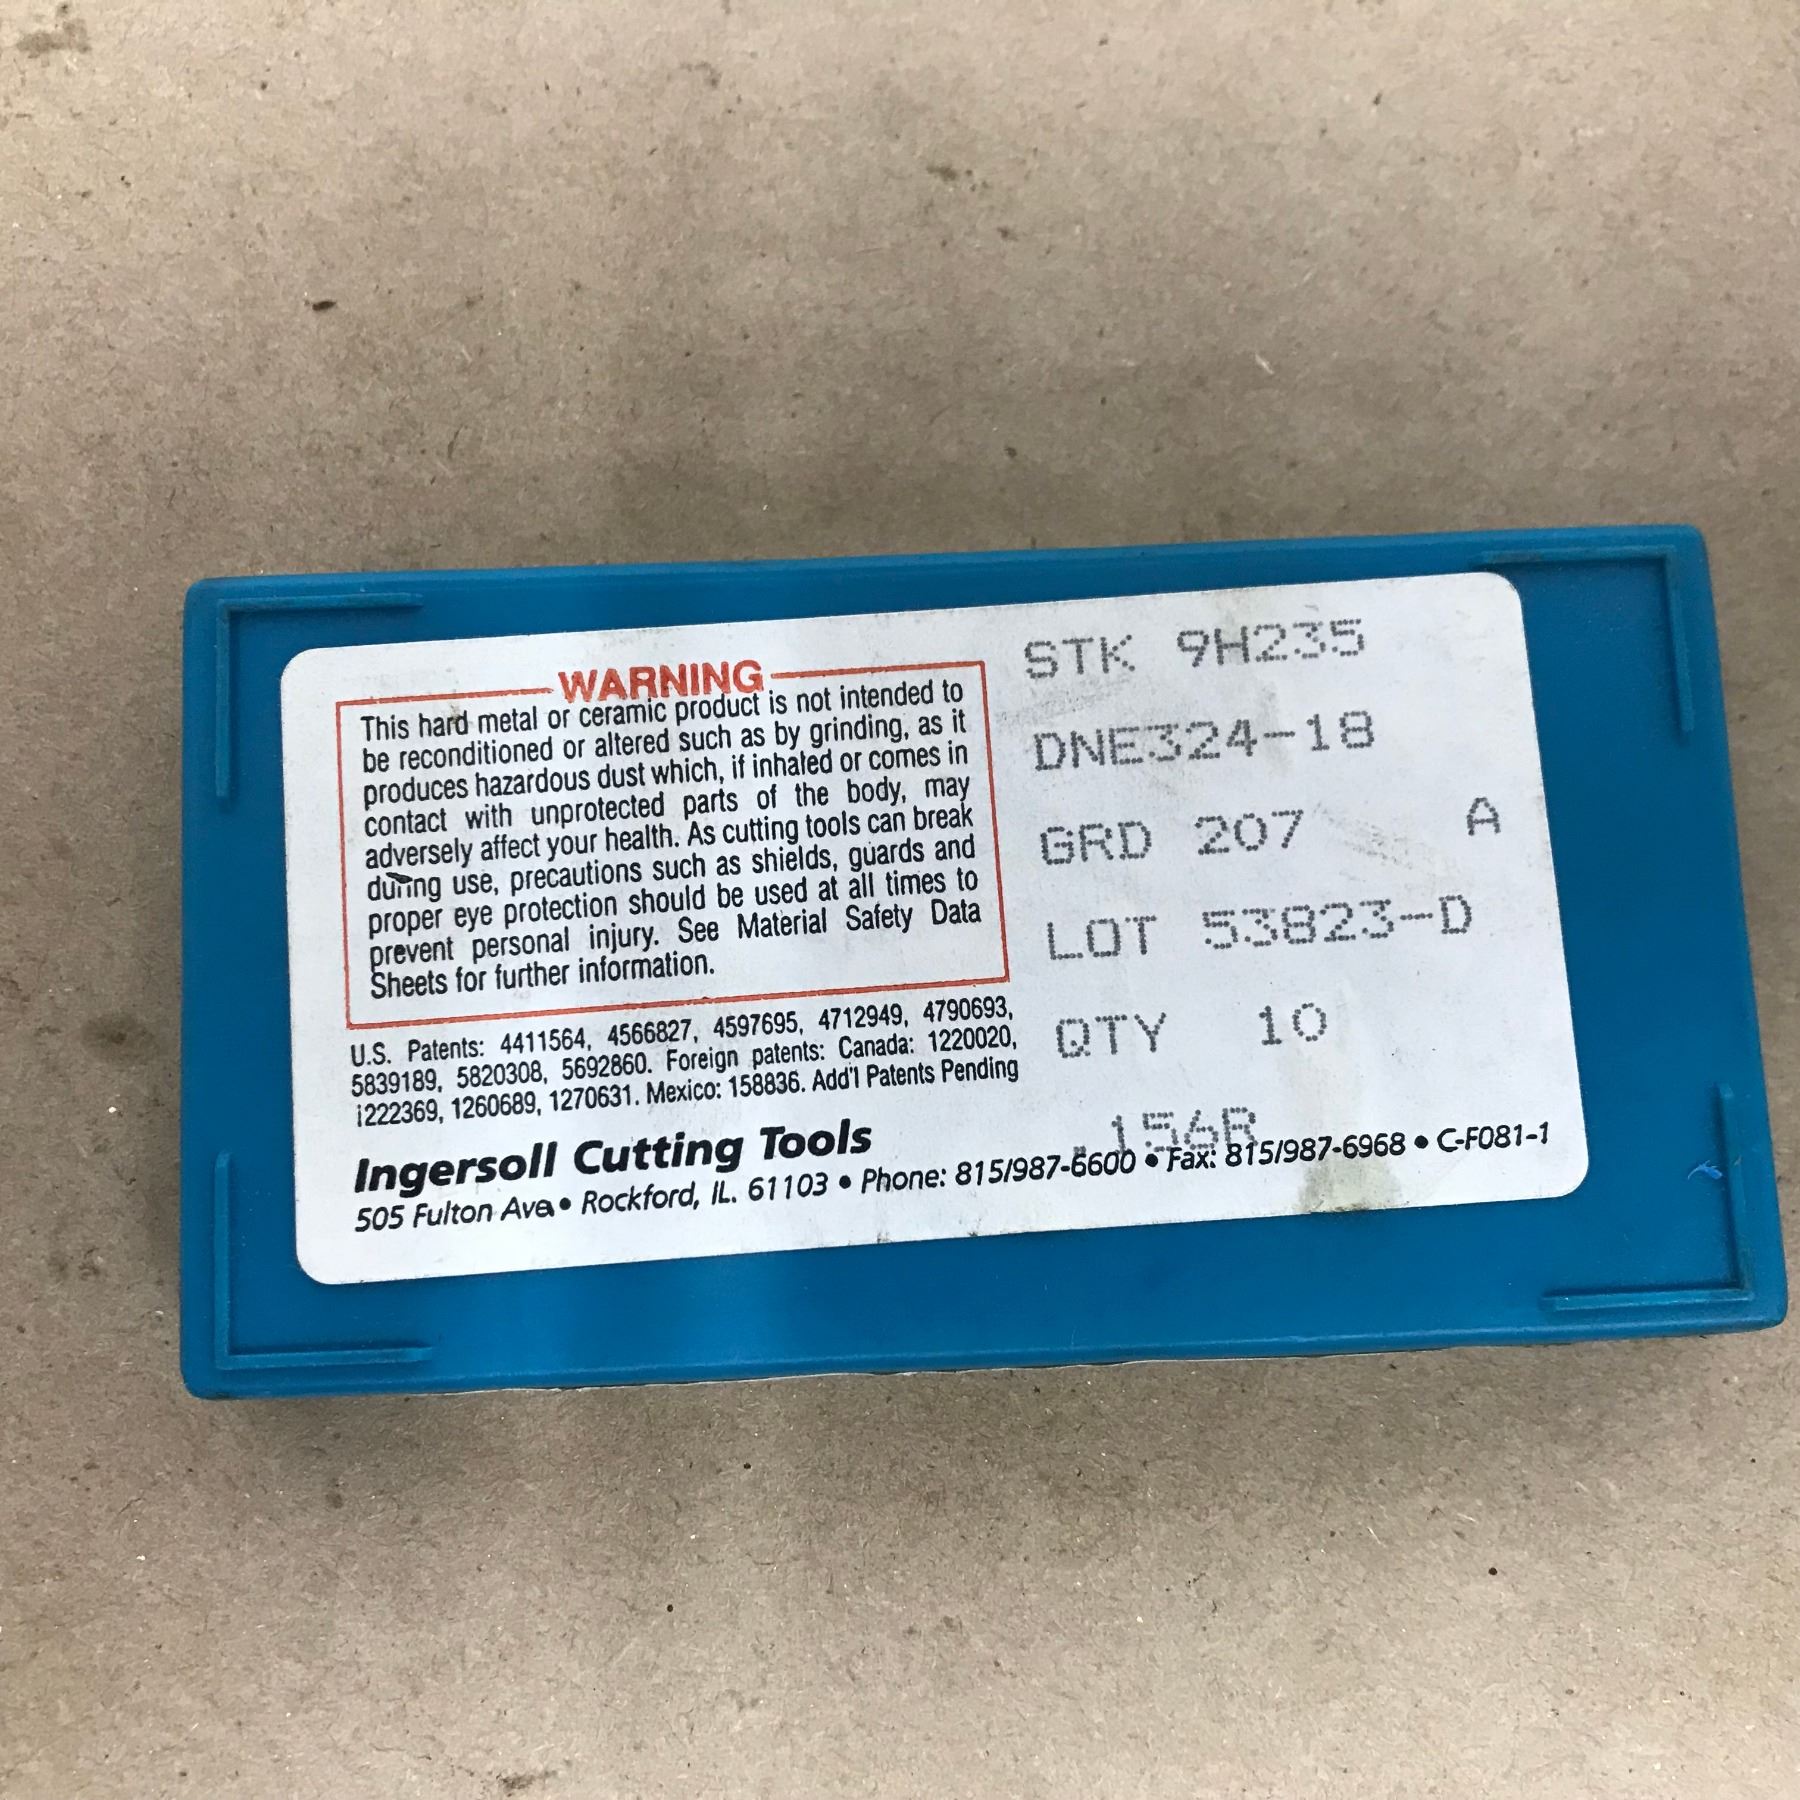 WARNING
This hard metal or ceramic product is not intended to
be reconditioned or altered such as by grinding, as it
produces hazardous dust which, if inhaled or comes in
contact with unprotected parts of the body, may
adversely affect your health. As cutting tools can break
during use, precautions such as shields, guards and
proper eye protection should be used at all times to
prevent personal injury. See Material Safety Data
Sheets for further information.
U.S. Patents: 4411564, 4566827, 4597695, 4712949, 4790693,
5839189, 5820308, 5692860. Foreign patents: Canada: 1220020,
1222369, 1260689, 1270631. Mexico: 158836. Add'l Patents Pending
STK 9H235
DNE324-18
GRD 207 A
LOT 53823-D
QTY 10
.156R
Ingersoll Cutting Tools
505 Fulton Ave • Rockford, IL. 61103 • Phone: 815/987-6600 • Fax: 815/987-6968 • C-F081-1